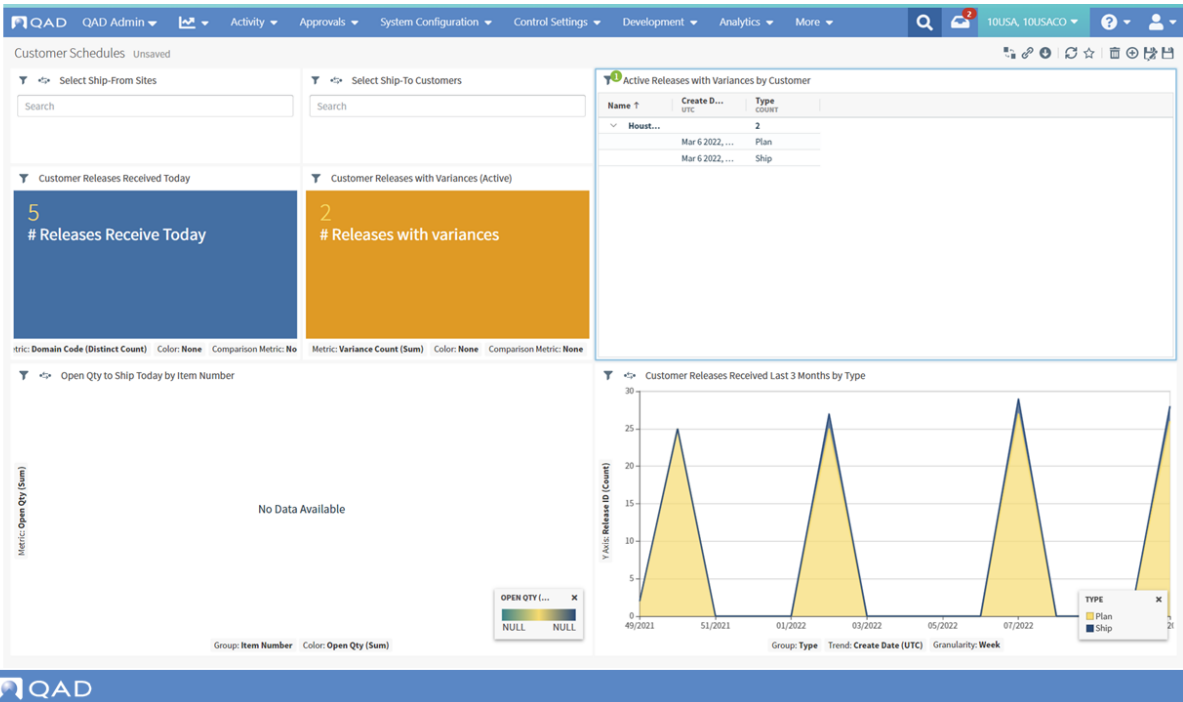 QAD QAD Admin Activity Approvals System Configuration Control Settings Development Analytics More 2 10USA, 10USACO ?
Customer Schedules Unsaved
Select Ship-From Sites
Search
Select Ship-To Customers
Search
1 Active Releases with Variances by Customer
Name ↑ Create D... UTC Type COUNT
Houst... 2
Mar 6 2022, ... Plan
Mar 6 2022, ... Ship
Customer Releases Received Today
5
# Releases Receive Today
tric: Domain Code (Distinct Count) Color: None Comparison Metric: No
Customer Releases with Variances (Active)
2
# Releases with variances
Metric: Variance Count (Sum) Color: None Comparison Metric: None
Open Qty to Ship Today by Item Number
Metric: Open Qty (Sum)
No Data Available
OPEN QTY (... ×
NULL NULL
Group: Item Number Color: Open Qty (Sum)
Customer Releases Received Last 3 Months by Type
Y Axis: Release ID (Count)
30
25
20
15
10
5
0
49/2021 51/2021 01/2022 03/2022 05/2022 07/2022
TYPE ×
Plan
Ship
Group: Type Trend: Create Date (UTC) Granularity: Week
QAD